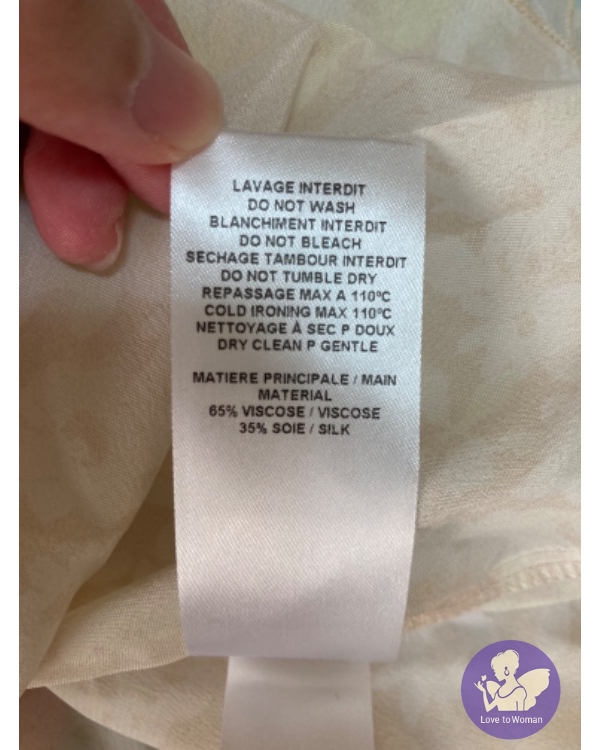 LAVAGE INTERDIT
DO NOT WASH
BLANCHIMENT INTERDIT
DO NOT BLEACH
SECHAGE TAMBOUR INTERDIT
DO NOT TUMBLE DRY
REPASSAGE MAX A 110ºC
COLD IRONING MAX 110ºC
NETTOYAGE À SEC P DOUX
DRY CLEAN P GENTLE
MATIERE PRINCIPALE / MAIN
MATERIAL
65% VISCOSE / VISCOSE
35% SOIE / SILK
Love to Woman